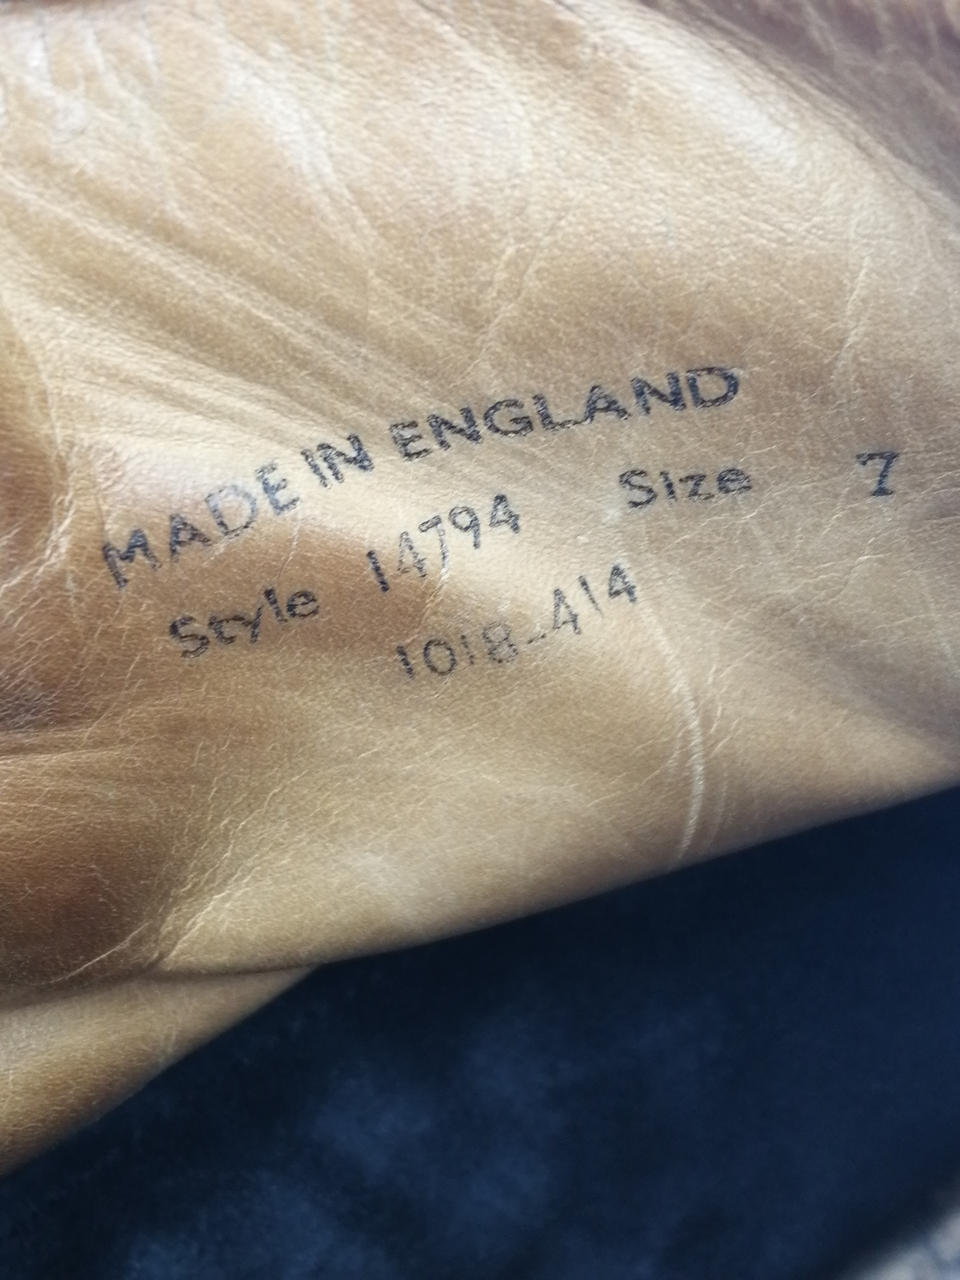 MADE IN ENGLAND
Style 14794 Size 7
1018-414